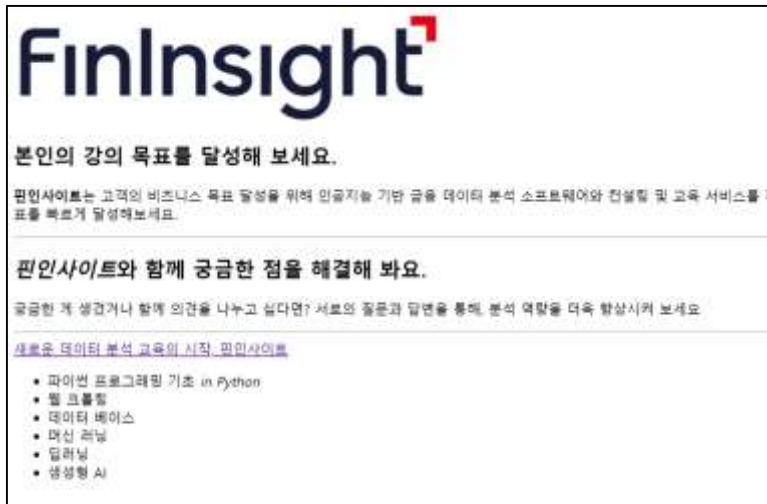 FinInsight
본인의 강의 목표를 달성해 보세요.
핀인사이트는 고객의 비즈니스 목표 달성을 위해 인공지능 기반 금융 데이터 분석 소프트웨어와 컨설팅 및 교육 서비스를
표를 빠르게 달성해보세요.
핀인사이트와 함께 궁금한 점을 해결해 봐요.
궁금한 게 생겼거나 함께 의견을 나누고 싶다면? 서로의 질문과 답변을 통해, 분석 역량을 더욱 향상시켜 보세요
새로운 데이터 분석 교육의 시작, 핀인사이트
• 파이썬 프로그래밍 기초 in Python
• 웹 크롤링
• 데이터 베이스
• 머신 러닝
• 딥러닝
• 생성형 AI